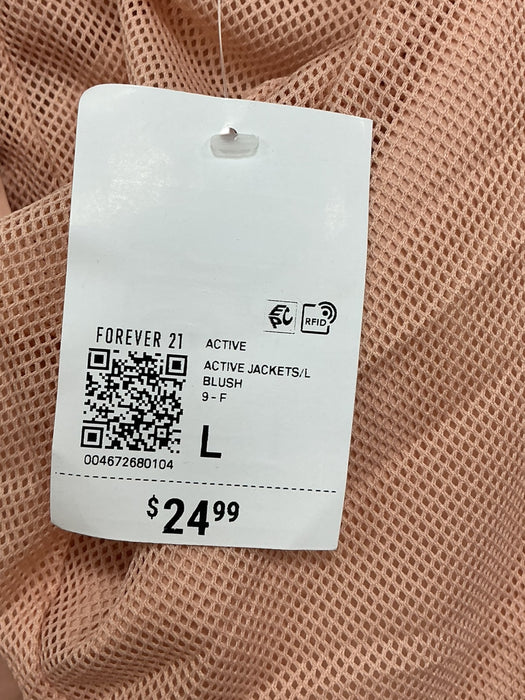 EPC RFID
FOREVER 21
ACTIVE
ACTIVE JACKETS/L
BLUSH
9-F
L
004672680104
$24.99